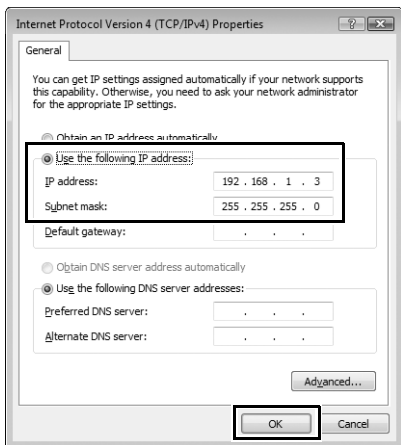 Internet Protocol Version 4 (TCP/IPv4) Properties
General
You can get IP settings assigned automatically if your network supports
this capability. Otherwise, you need to ask your network administrator
for the appropriate IP settings.
Obtain an IP address automatically
Use the following IP address:
IP address: 192 . 168 . 1 . 3
Subnet mask: 255 . 255 . 255 . 0
Default gateway: . . .
Obtain DNS server address automatically
Use the following DNS server addresses:
Preferred DNS server: . . .
Alternate DNS server: . . .
Advanced...
OK Cancel